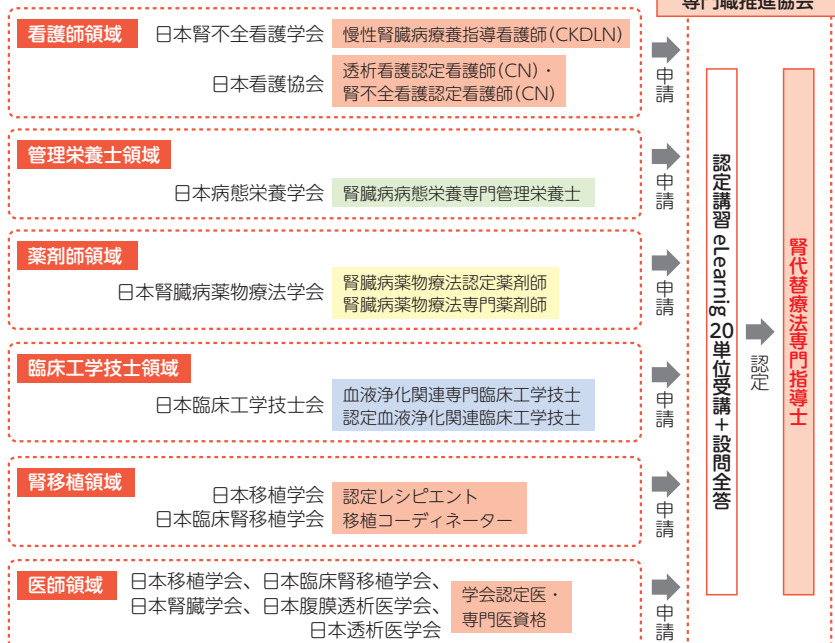 専門職推進協会
看護師領域
日本腎不全看護学会
慢性腎臓病療養指導看護師(CKDLN)
日本看護協会
透析看護認定看護師(CN)・
腎不全看護認定看護師(CN)
申請
管理栄養士領域
日本病態栄養学会
腎臓病病態栄養専門管理栄養士
申請
薬剤師領域
日本腎臓病薬物療法学会
腎臓病薬物療法認定薬剤師
腎臓病薬物療法専門薬剤師
申請
臨床工学技士領域
日本臨床工学技士会
血液浄化関連専門臨床工学技士
認定血液浄化関連臨床工学技士
申請
腎移植領域
日本移植学会
日本臨床腎移植学会
認定レシピエント
移植コーディネーター
申請
医師領域
日本移植学会、日本臨床腎移植学会、
日本腎臓学会、日本腹膜透析医学会、
日本透析医学会
学会認定医・
専門医資格
申請
認定講習 eLearnig 20単位受講+設問全答
認定
腎代替療法専門指導士